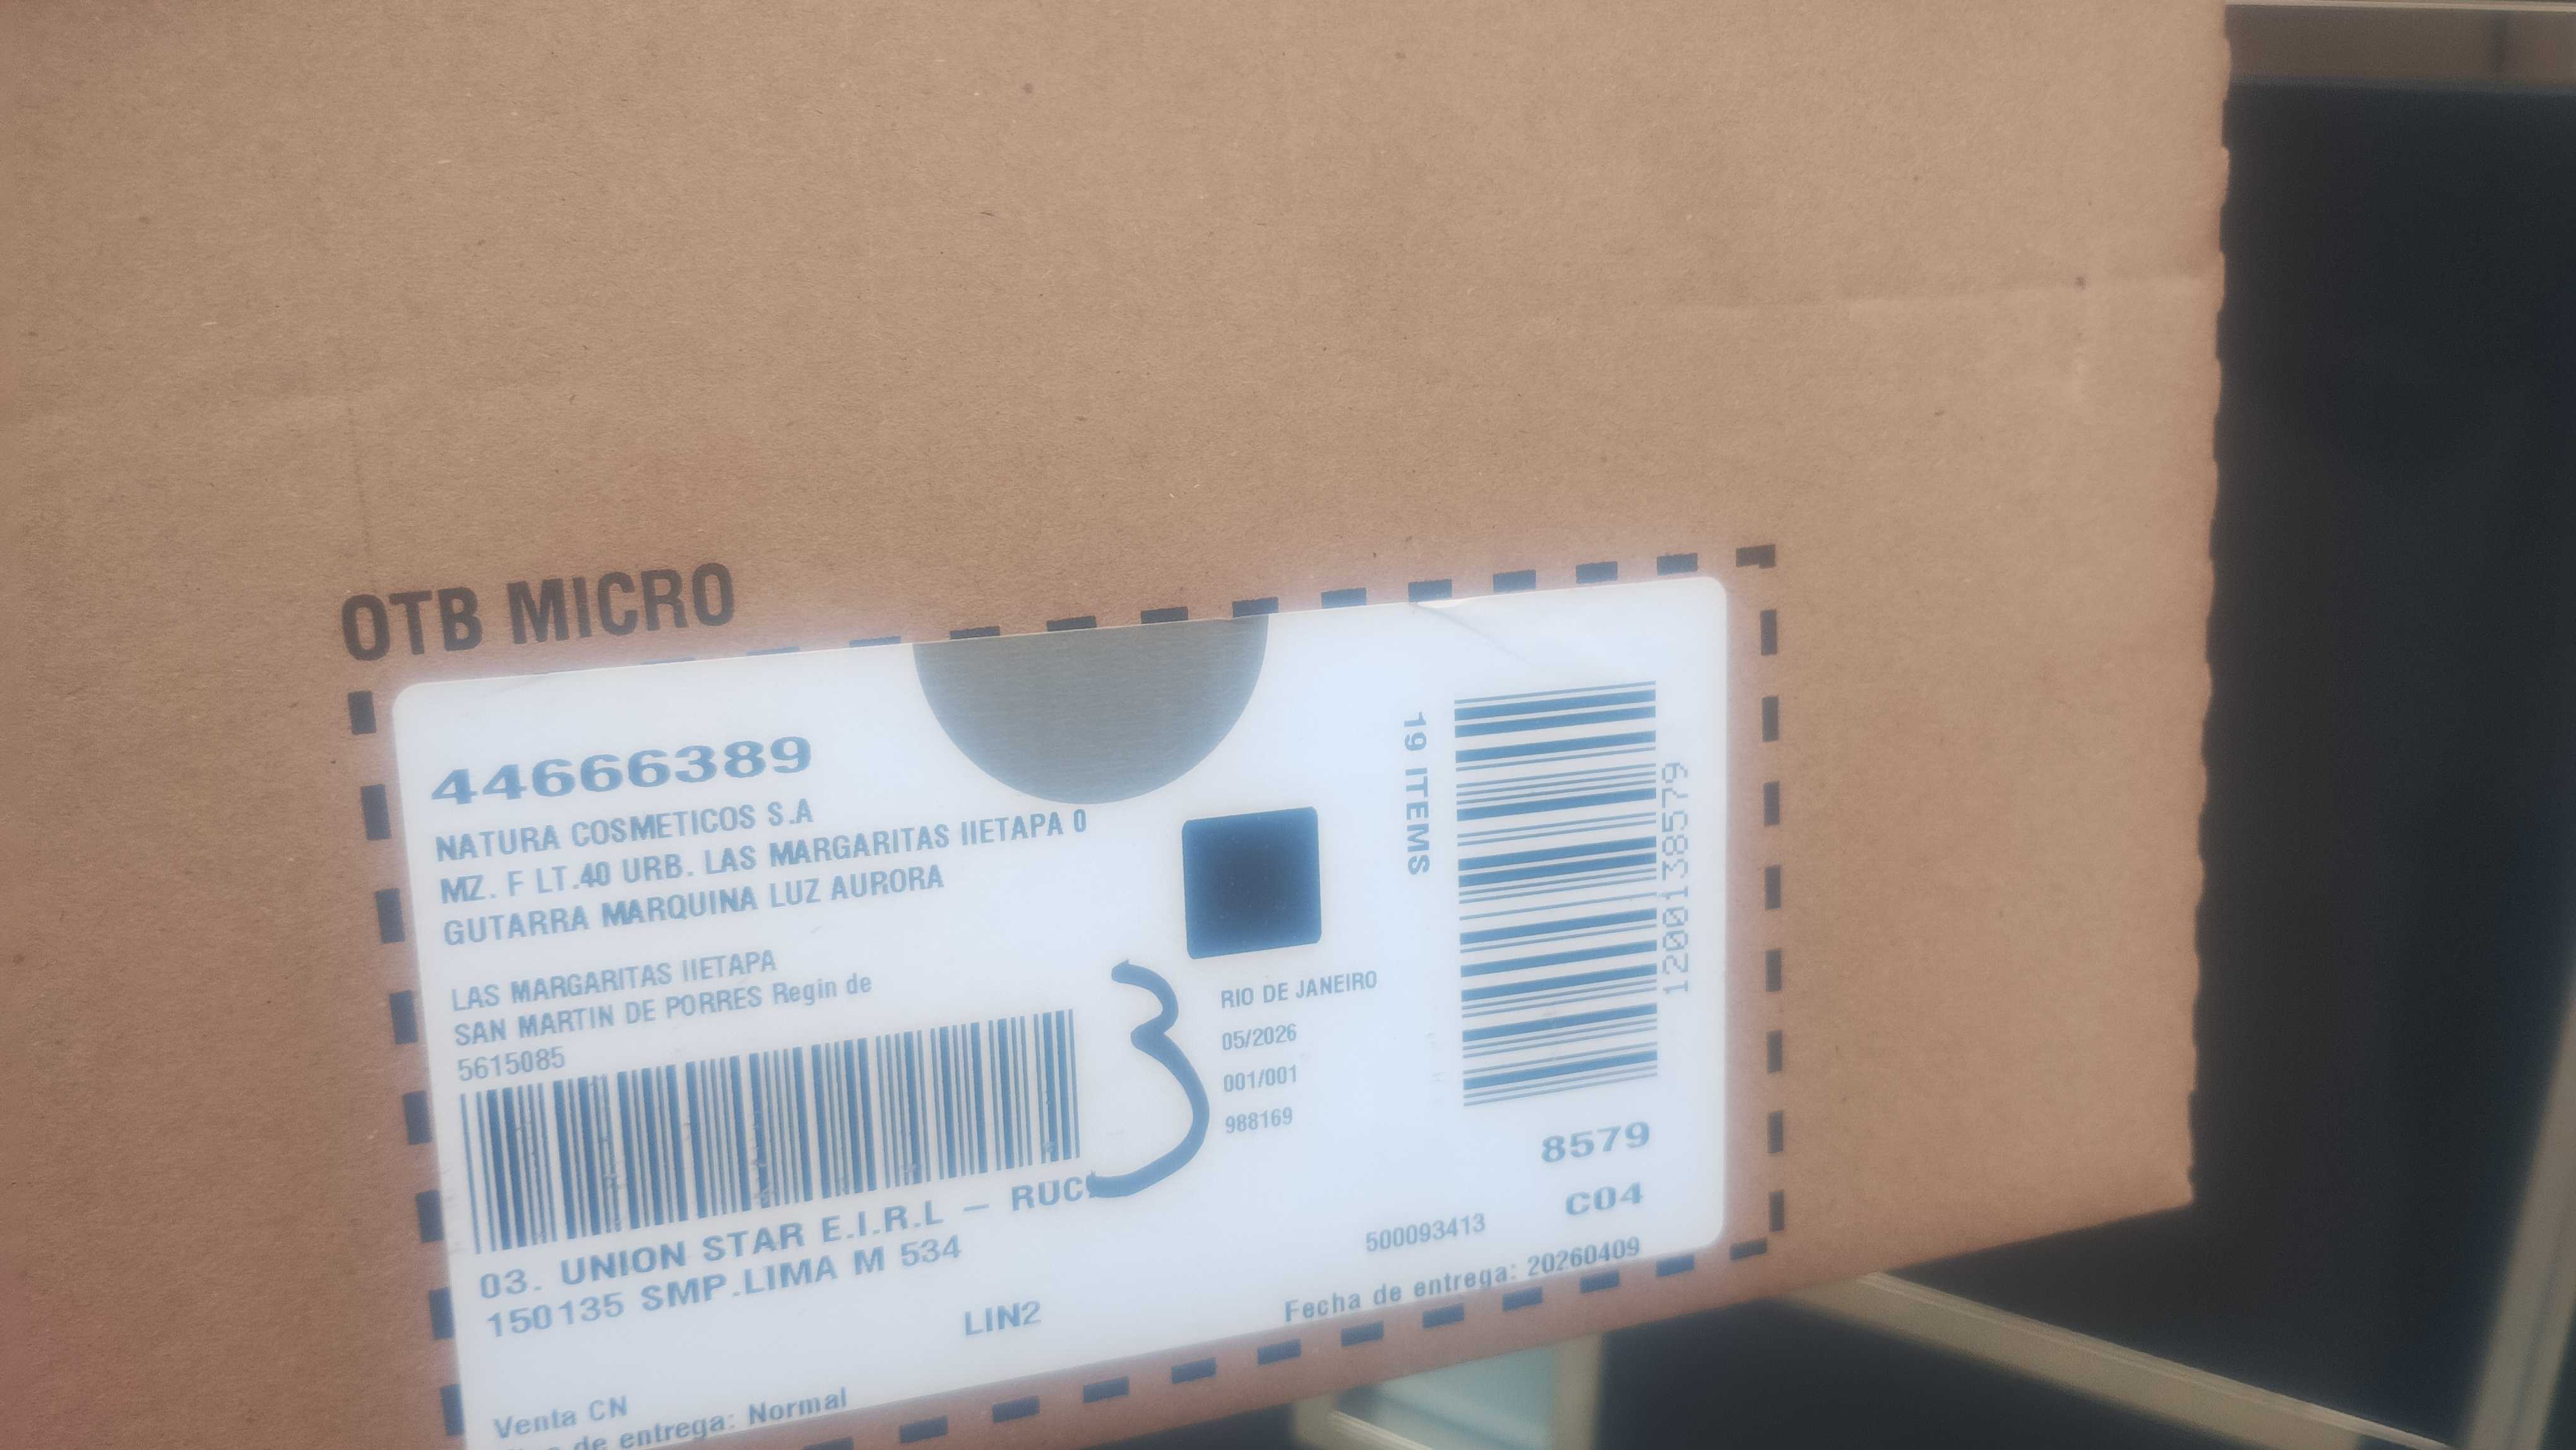 OTB MICRO
44666389
NATURA COSMETICOS S.A
MZ. F LT.40 URB. LAS MARGARITAS IIETAPA 0
GUTARRA MARQUINA LUZ AURORA
LAS MARGARITAS IIETAPA
SAN MARTIN DE PORRES Regin de
5615085
03. UNION STAR E.I.R.L – RUC
150135 SMP.LIMA M 534
LIN2
Venta CN
de entrega: Normal
3
RIO DE JANEIRO
05/2026
001/001
988169
19 ITEMS
1200138579
8579
C04
500093413
Fecha de entrega: 20260409